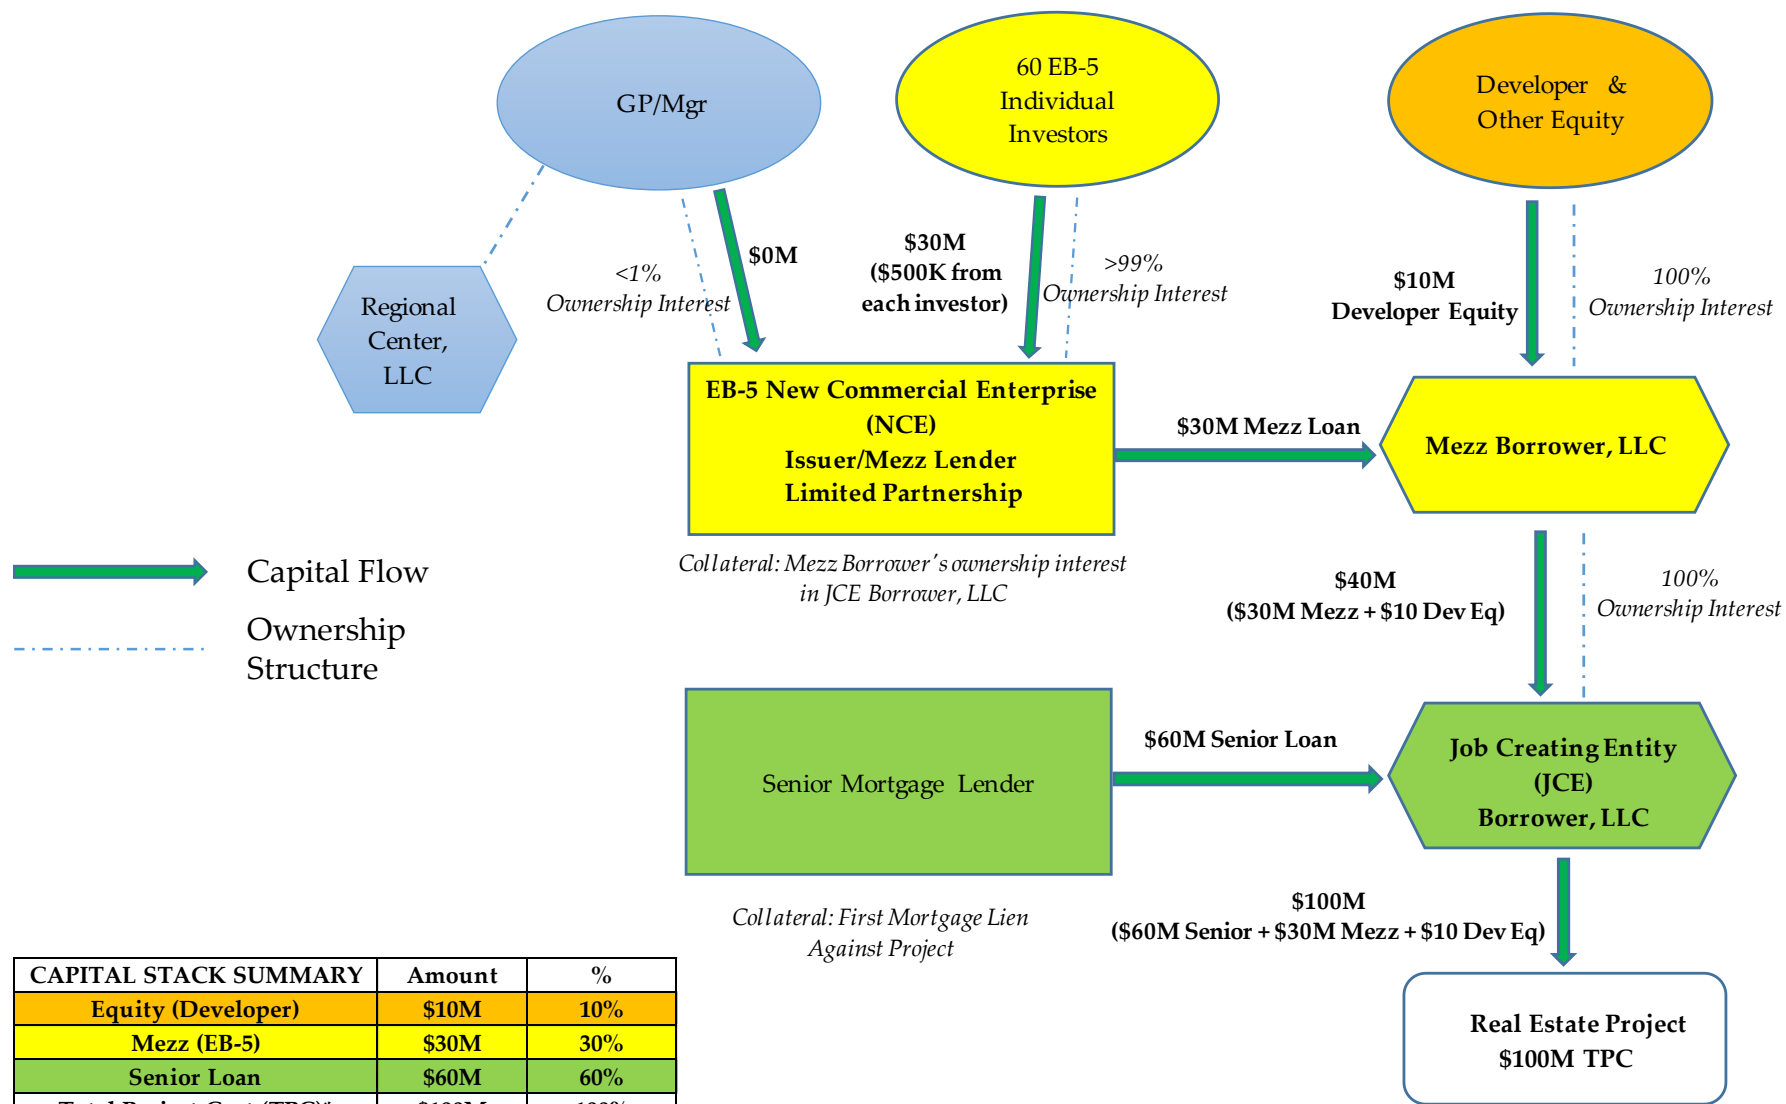 GP/Mgr
60 EB-5
Individual
Investors
Developer & 
Other Equity
Regional
Center,
LLC
<1%
Ownership Interest
$0M
$30M
($500K from
each investor)
>99%
Ownership Interest
$10M
Developer Equity
100%
Ownership Interest
EB-5 New Commercial Enterprise
(NCE)
Issuer/Mezz Lender
Limited Partnership
$30M Mezz Loan
Mezz Borrower, LLC
Collateral: Mezz Borrower's ownership interest
in JCE Borrower, LLC
Capital Flow
Ownership
Structure
$40M
($30M Mezz + $10 Dev Eq)
100%
Ownership Interest
Senior Mortgage Lender
$60M Senior Loan
Job Creating Entity
(JCE)
Borrower, LLC
Collateral: First Mortgage Lien
Against Project
$100M
($60M Senior + $30M Mezz + $10 Dev Eq)
Real Estate Project
$100M TPC
CAPITAL STACK SUMMARY Amount %
Equity (Developer) $10M 10%
Mezz (EB-5) $30M 30%
Senior Loan $60M 60%
Total Project Cost (TPC)* $100M 100%